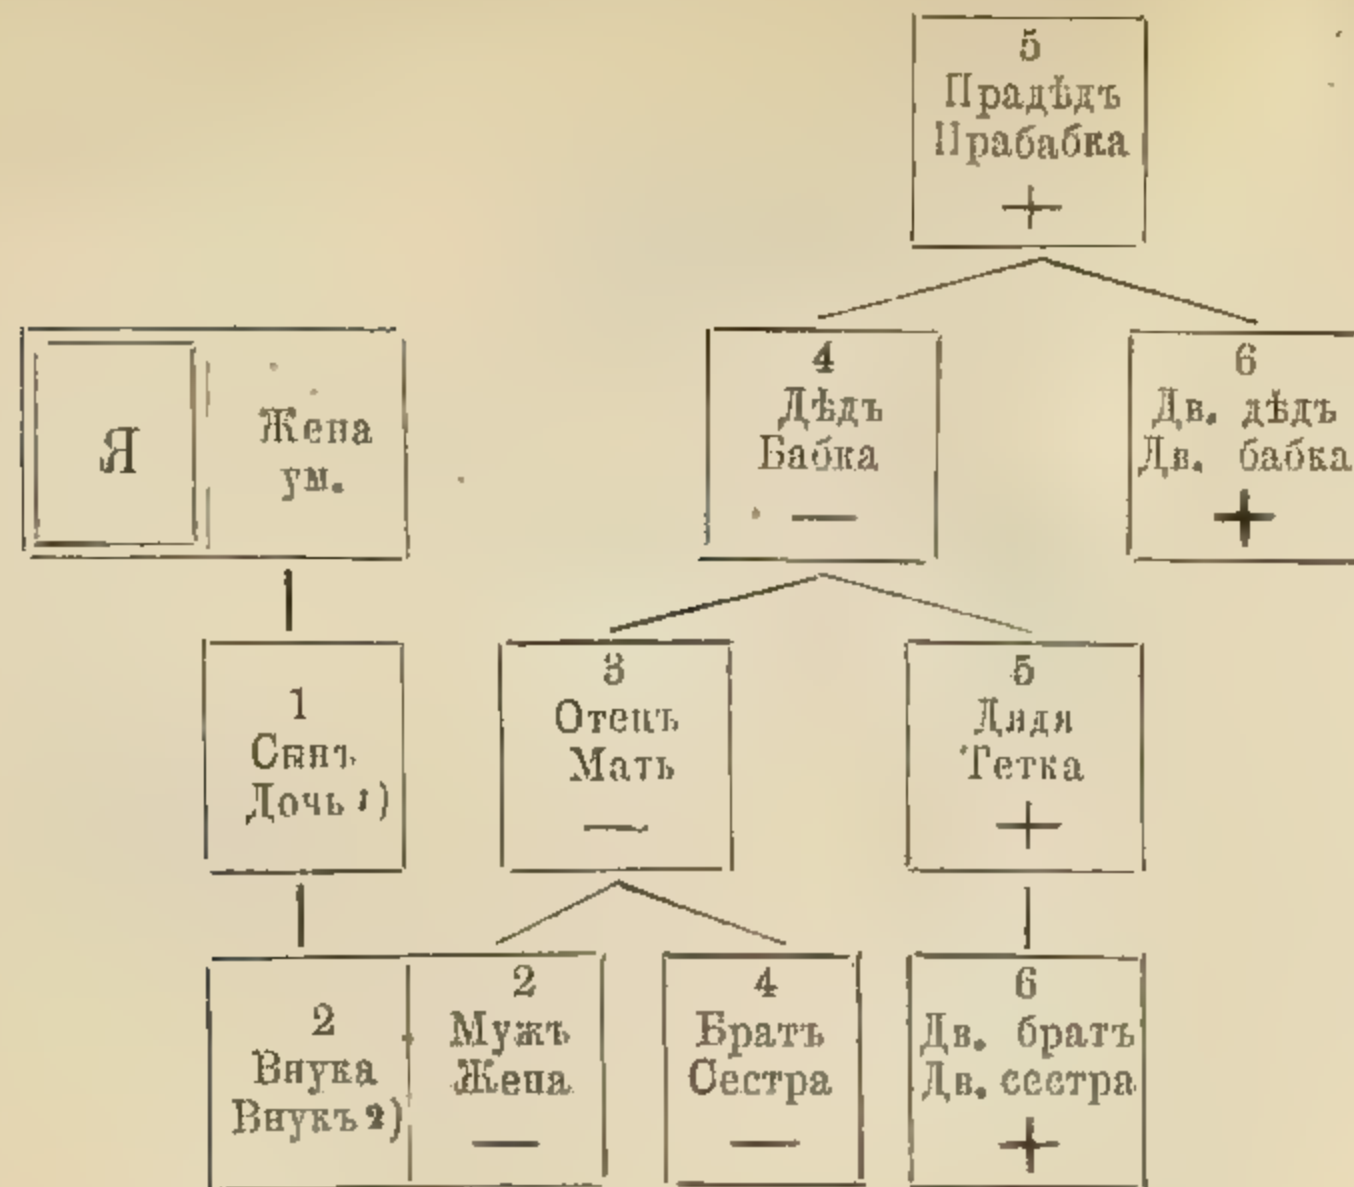 5
Прадѣдъ
Прабабка
+
Я
Жена
ум.
4
Дѣдъ
Бабка
—
6
Дв. дѣдъ
Дв. бабка
+
1
Сынъ
Дочь 1)
3
Отецъ
Мать
—
5
Дядя
Тетка
+
2
Внука
Внукъ 2)
2
Мужъ
Жена
—
4
Братъ
Сестра
—
6
Дв. братъ
Дв. сестра
+